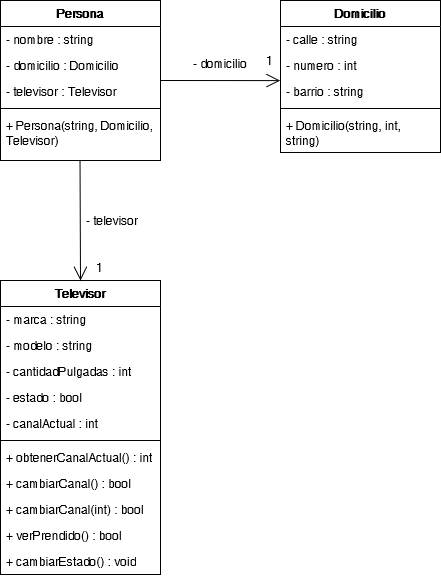 Persona
- nombre : string
- domicilio : Domicilio
- televisor : Televisor
+ Persona(string, Domicilio,
Televisor)
- domicilio
1
Domicilio
- calle : string
- numero : int
- barrio : string
+ Domicilio(string, int,
string)
- televisor
1
Televisor
- marca : string
- modelo : string
- cantidadPulgadas : int
- estado : bool
- canalActual : int
+ obtenerCanalActual() : int
+ cambiarCanal() : bool
+ cambiarCanal(int) : bool
+ verPrendido() : bool
+ cambiarEstado() : void